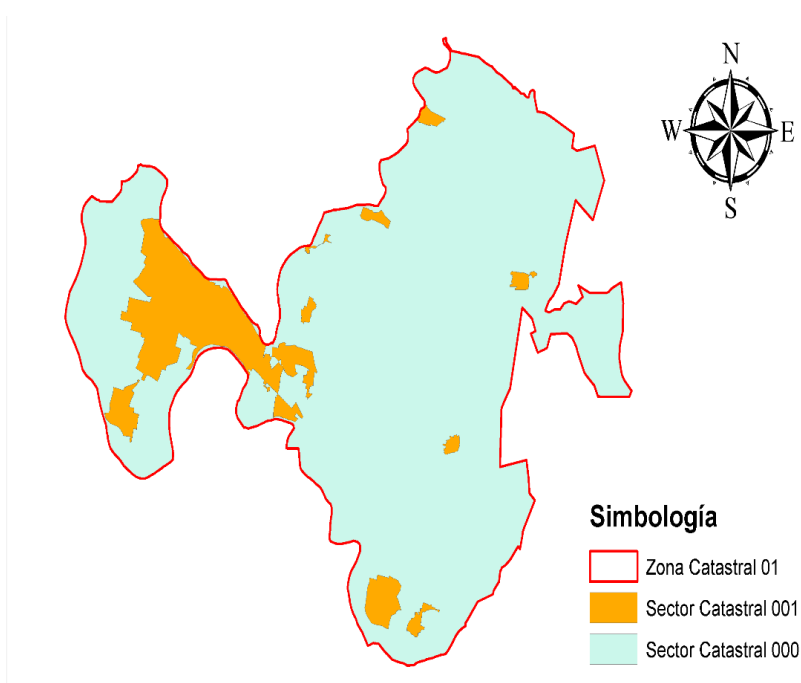 N
W E
S
Simbología
Zona Catastral 01
Sector Catastral 001
Sector Catastral 000